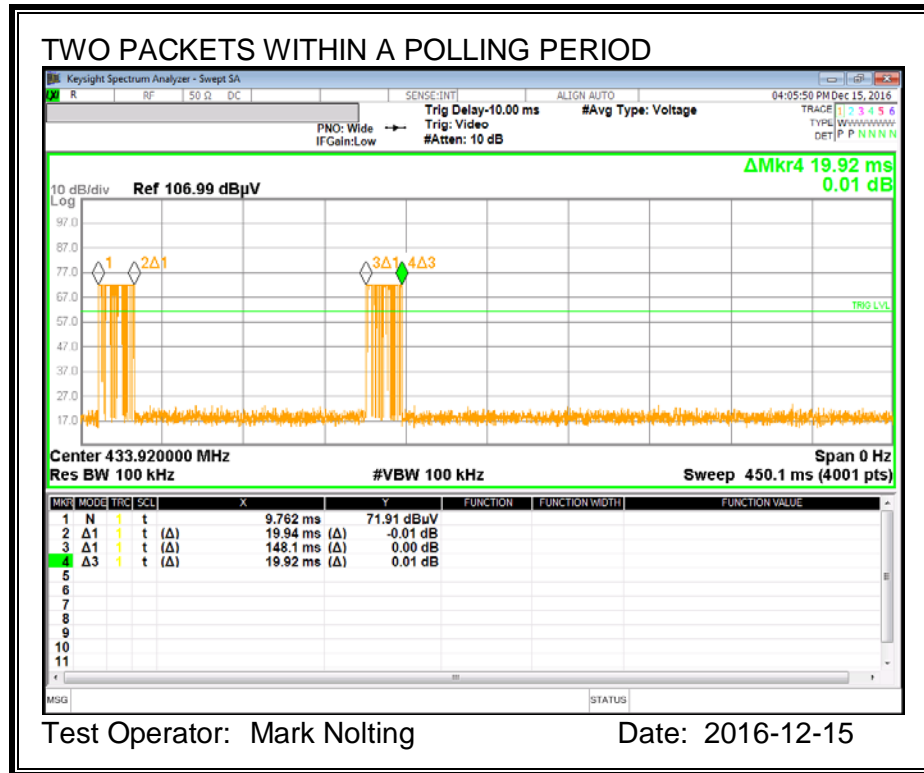 TWO PACKETS WITHIN A POLLING PERIOD
Keysight Spectrum Analyzer - Swept SA
R RF 50 Ω DC SENSE:INT ALIGN AUTO 04:05:50 PM Dec 15, 2016
Trig Delay-10.00 ms #Avg Type: Voltage TRACE 1 2 3 4 5 6
PNO: Wide Trig: Video TYPE WWWWWWW
IFGain:Low #Atten: 10 dB DET P P N N N N
ΔMkr4 19.92 ms
10 dB/div Ref 106.99 dBµV 0.01 dB
Log
97.0
87.0
1 2Δ1 3Δ1 4Δ3
77.0
67.0
TRIG LVL
57.0
47.0
37.0
27.0
17.0
Center 433.920000 MHz Span 0 Hz
Res BW 100 kHz #VBW 100 kHz Sweep 450.1 ms (4001 pts)
MKR MODE TRC SCL X Y FUNCTION FUNCTION WIDTH FUNCTION VALUE
1 N 1 t 9.762 ms 71.91 dBµV
2 Δ1 1 t (Δ) 19.94 ms (Δ) -0.01 dB
3 Δ1 1 t (Δ) 148.1 ms (Δ) 0.00 dB
4 Δ3 1 t (Δ) 19.92 ms (Δ) 0.01 dB
5
6
7
8
9
10
11
MSG STATUS
Test Operator: Mark Nolting Date: 2016-12-15